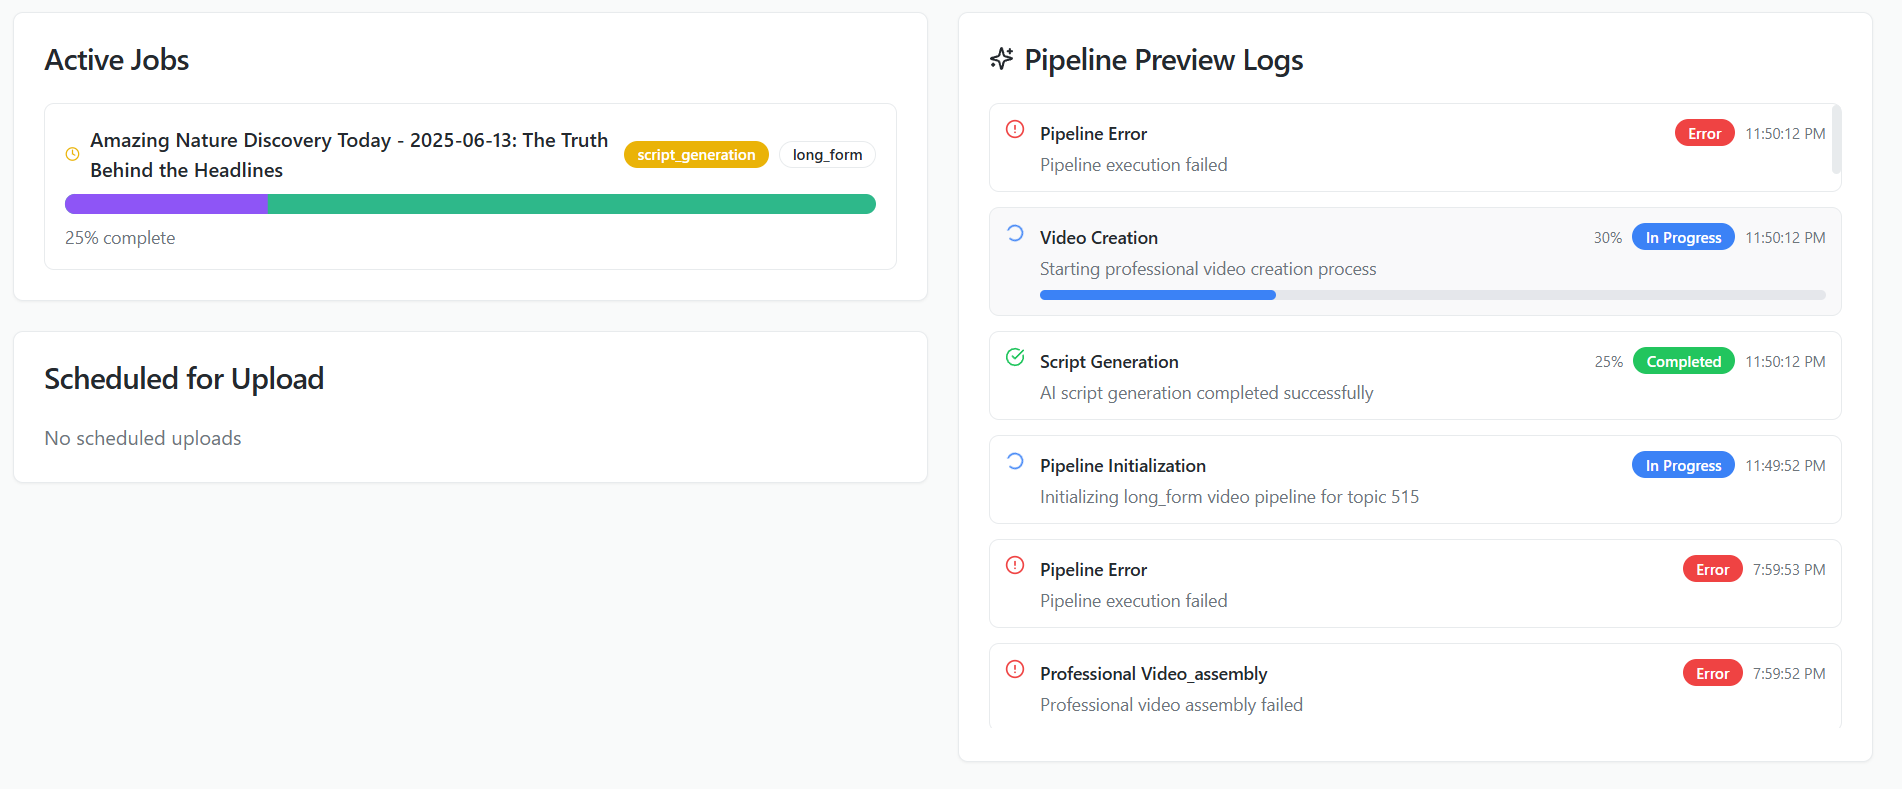 Active Jobs
Amazing Nature Discovery Today - 2025-06-13: The Truth
Behind the Headlines
script_generation
long_form
25% complete
Scheduled for Upload
No scheduled uploads
Pipeline Preview Logs
Pipeline Error
Error
11:50:12 PM
Pipeline execution failed
Video Creation
30%
In Progress
11:50:12 PM
Starting professional video creation process
Script Generation
25%
Completed
11:50:12 PM
AI script generation completed successfully
Pipeline Initialization
In Progress
11:49:52 PM
Initializing long_form video pipeline for topic 515
Pipeline Error
Error
7:59:53 PM
Pipeline execution failed
Professional Video_assembly
Error
7:59:52 PM
Professional video assembly failed